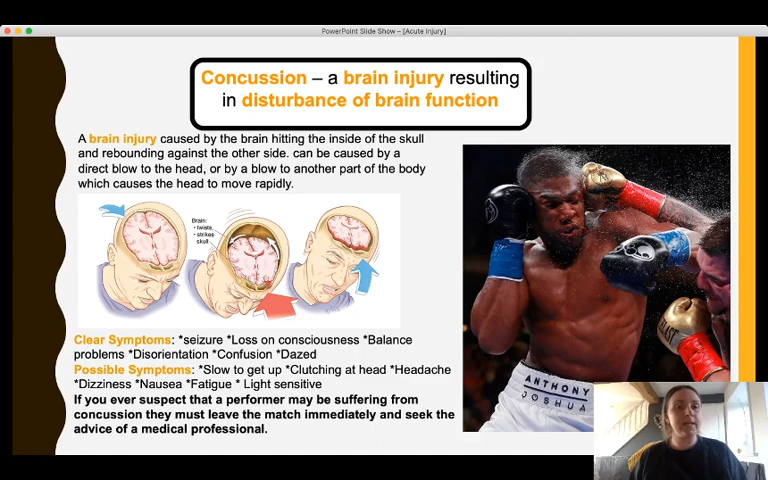 PowerPoint Slide Show – [Acute Injury]
Concussion – a brain injury resulting
in disturbance of brain function
A brain injury caused by the brain hitting the inside of the skull
and rebounding against the other side. can be caused by a
direct blow to the head, or by a blow to another part of the body
which causes the head to move rapidly.
Brain:
• twists,
• strikes
skull
Clear Symptoms: *seizure *Loss on consciousness *Balance
problems *Disorientation *Confusion *Dazed
Possible Symptoms: *Slow to get up *Clutching at head *Headache
*Dizziness *Nausea *Fatigue * Light sensitive
If you ever suspect that a performer may be suffering from
concussion they must leave the match immediately and seek the
advice of a medical professional.
EVERLAST
ANTHONY
JOSHUA